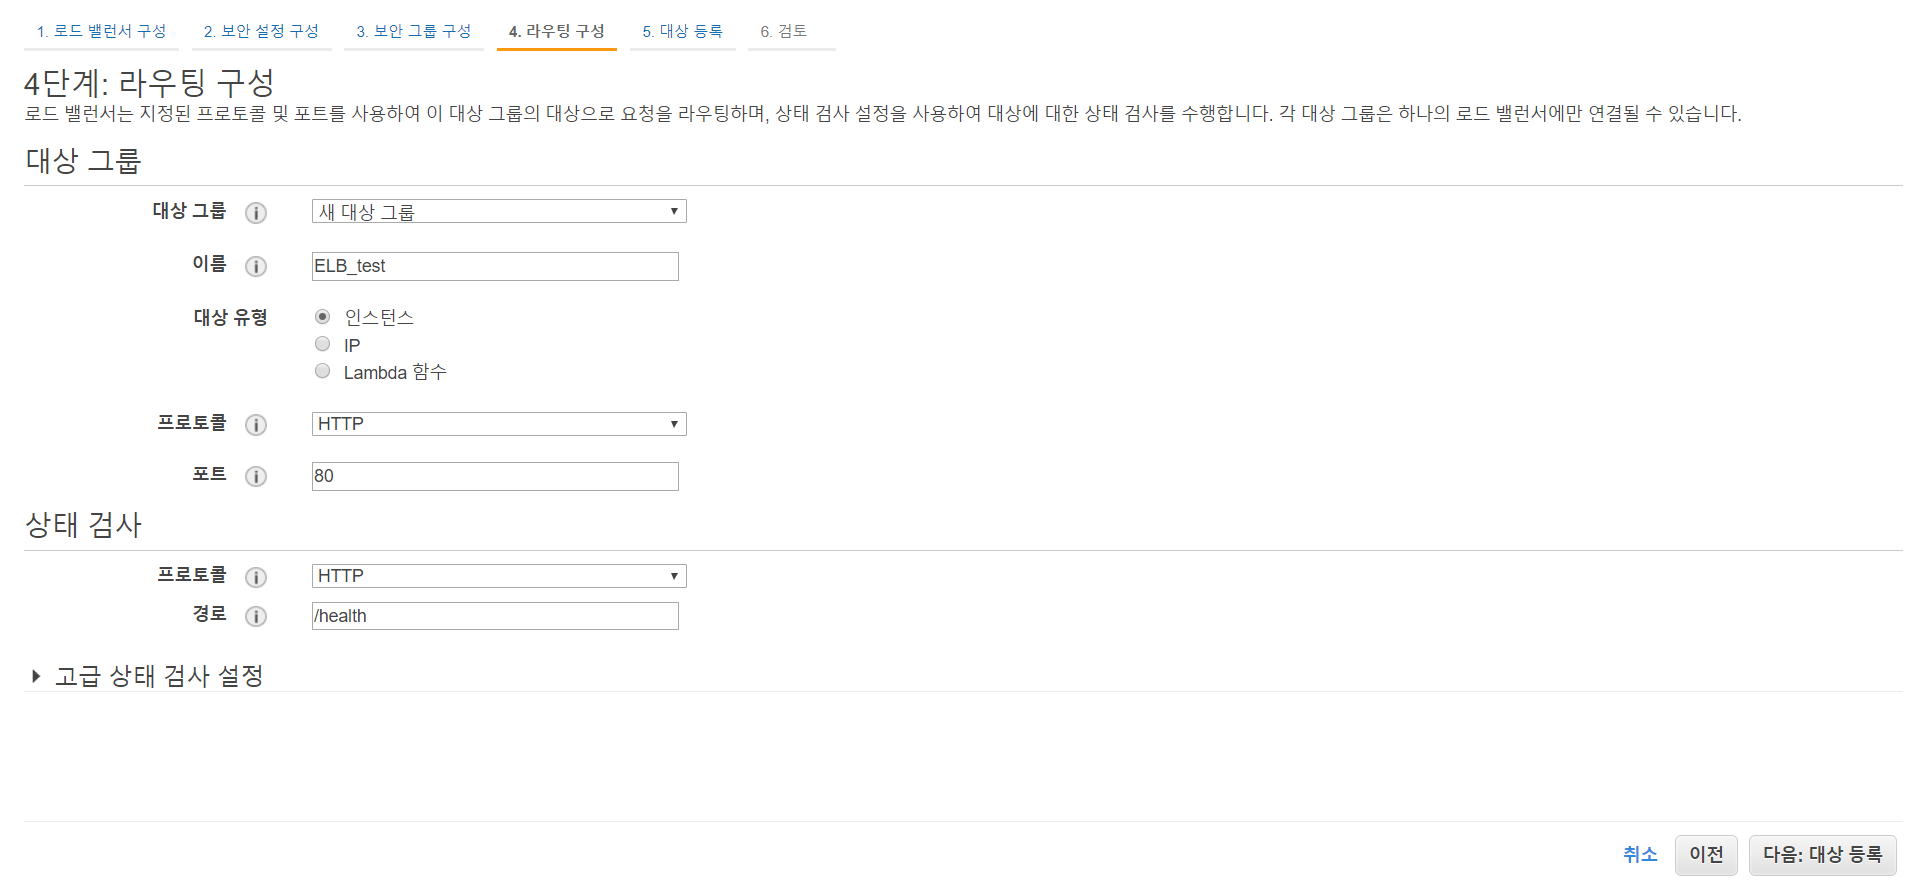 1. 로드 밸런서 구성 2. 보안 설정 구성 3. 보안 그룹 구성 4. 라우팅 구성 5. 대상 등록 6. 검토
4단계: 라우팅 구성
로드 밸런서는 지정된 프로토콜 및 포트를 사용하여 이 대상 그룹의 대상으로 요청을 라우팅하며, 상태 검사 설정을 사용하여 대상에 대한 상태 검사를 수행합니다. 각 대상 그룹은 하나의 로드 밸런서에만 연결될 수 있습니다.
대상 그룹
대상 그룹 새 대상 그룹
이름 ELB_test
대상 유형 인스턴스
IP
Lambda 함수
프로토콜 HTTP
포트 80
상태 검사
프로토콜 HTTP
경로 /health
고급 상태 검사 설정
취소 이전 다음: 대상 등록